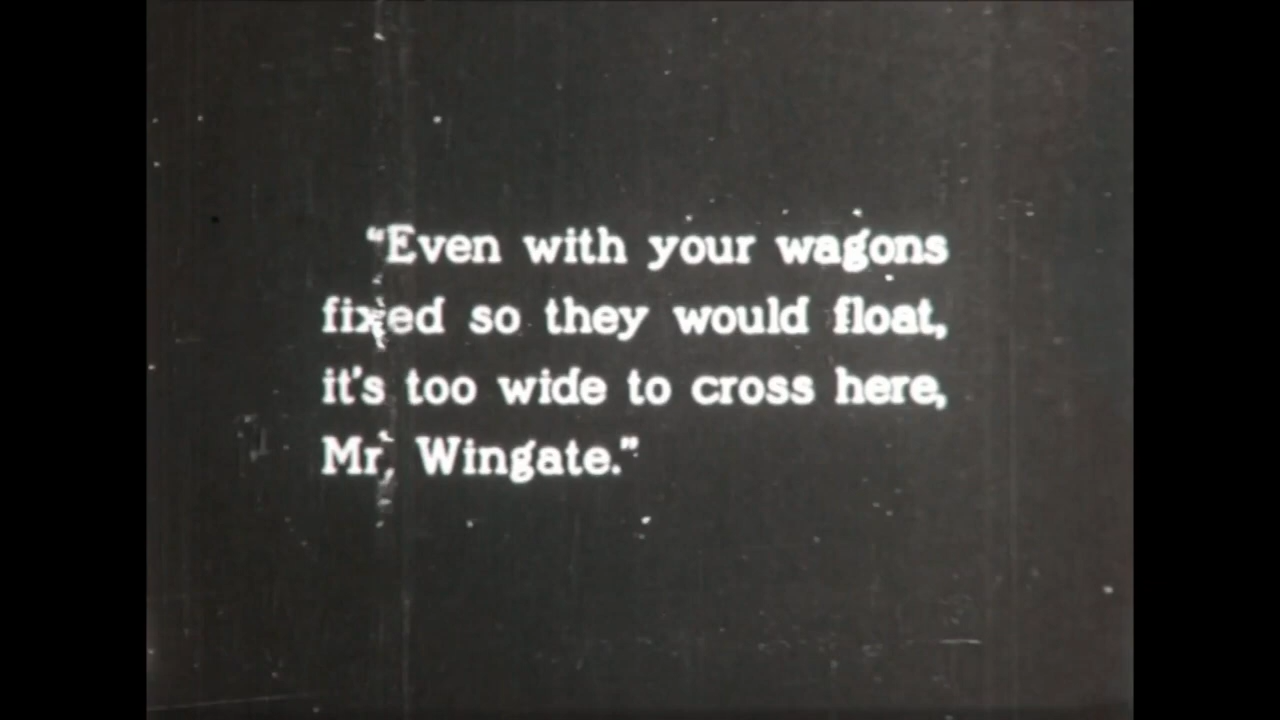 “Even with your wagons
fixed so they would float,
it's too wide to cross here,
Mr. Wingate.”